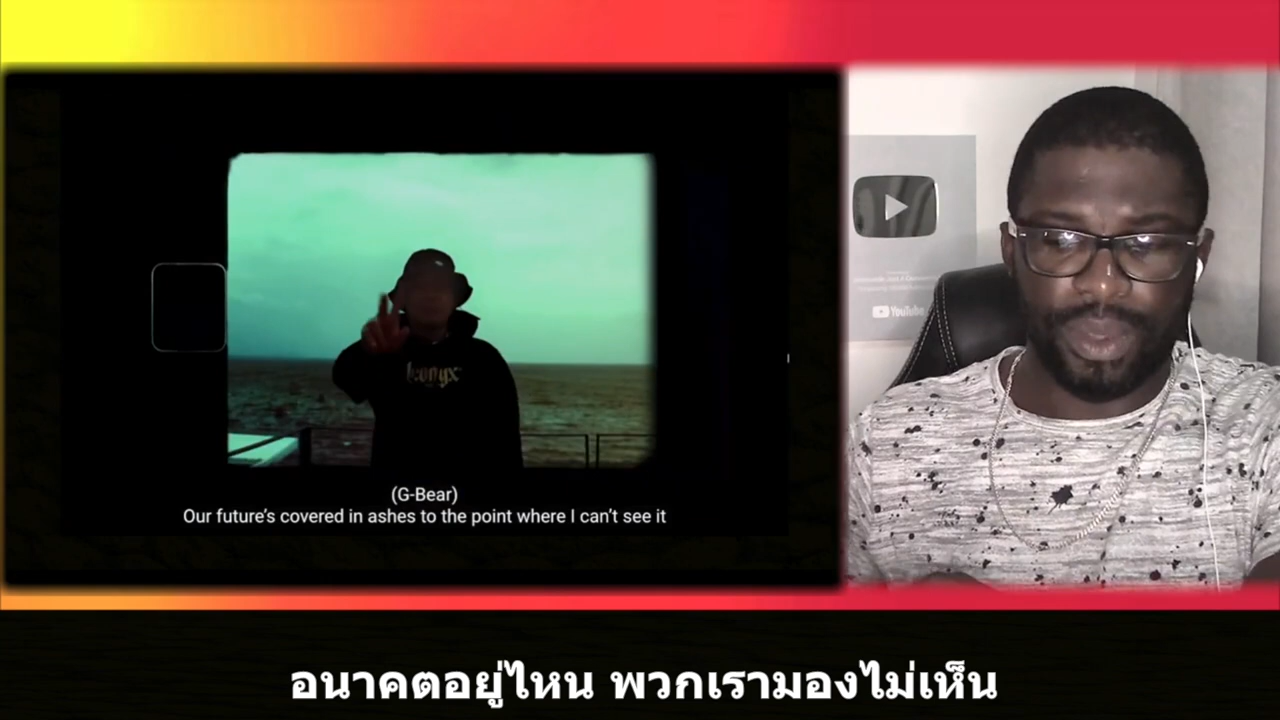 (G-Bear)
Our future's covered in ashes to the point where I can't see it
YouTube
อนาคตอยู่ไหน พวกเรามองไม่เห็น